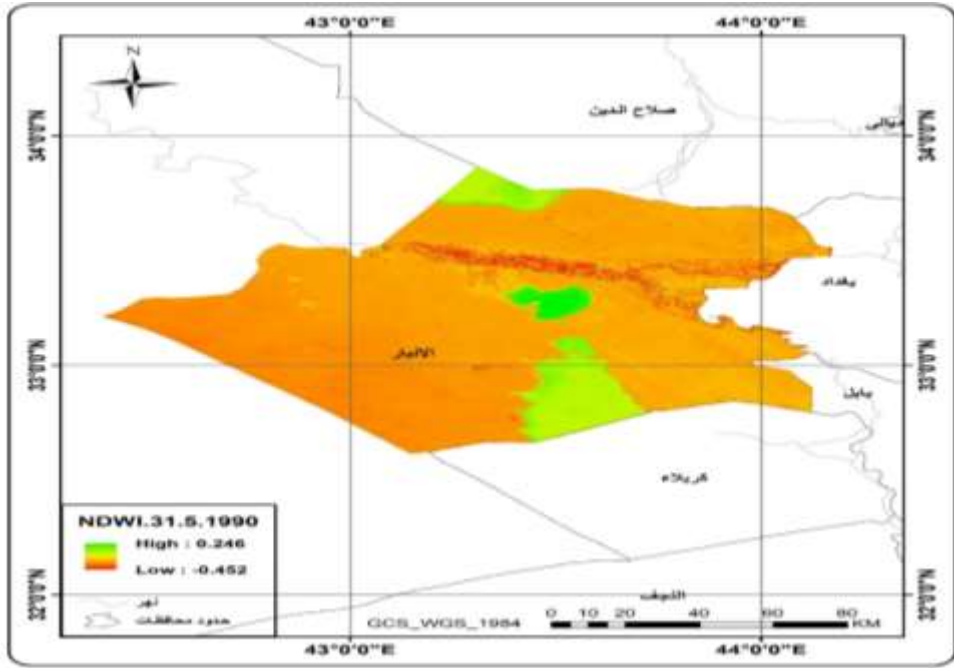 43°0'0"E 44°0'0"E
N
صلاح الدين
ديالى
34°0'0"N 34°0'0"N
بغداد
الانبار
33°0'0"N 33°0'0"N
بابل
كربلاء
NDWI.31.5.1990
High : 0.246
Low : -0.452
نهر
حدود محافظات
النجف
32°0'0"N 32°0'0"N
GCS_WGS_1984
0 10 20 40 60 80
KM
43°0'0"E 44°0'0"E